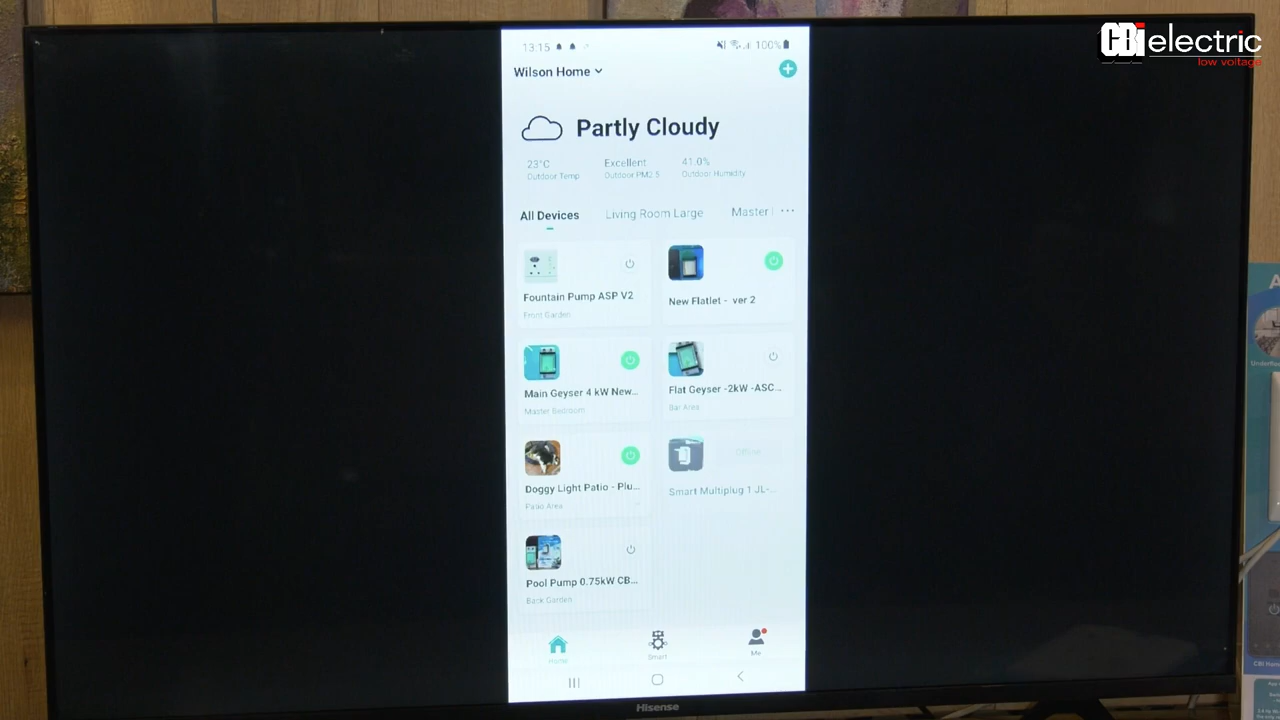 CBi electric
low voltage
13:15
100%
Wilson Home
Partly Cloudy
23°C
Excellent
41.0%
Outdoor Temp
Outdoor PM2.5
Outdoor Humidity
All Devices
Living Room Large
Master
Fountain Pump ASP V2
Front Garden
New Flatlet - ver 2
Main Geyser 4 kW New...
Master Bedroom
Flat Geyser -2kW -ASC...
Bar Area
Doggy Light Patio - Plu...
Patio Area
Offline
Smart Multiplug 1 JL-...
Pool Pump 0.75kW CB...
Back Garden
Home
Smart
Me
Hisense